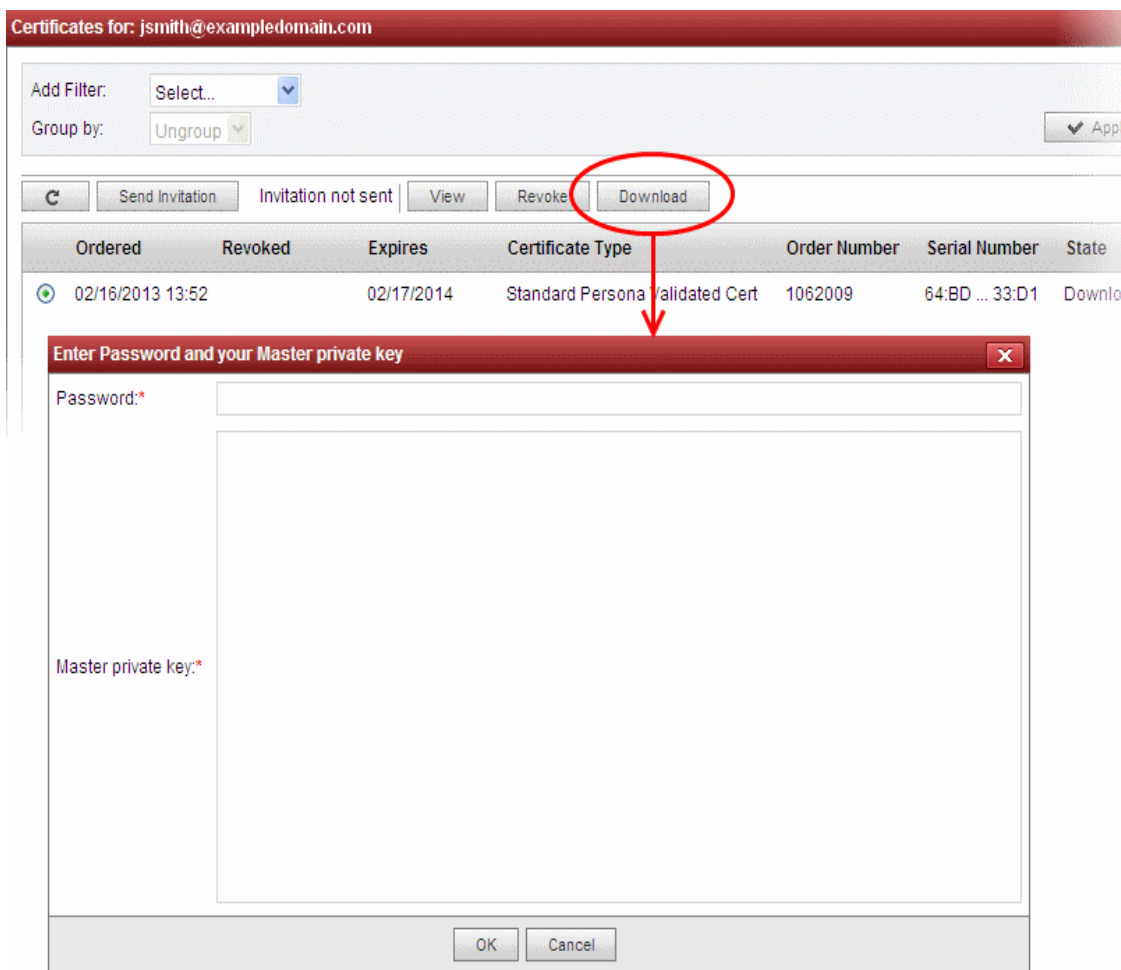 Certificates for: jsmith@exampledomain.com
Add Filter: Select...
Group by: Ungroup
Appl
Send Invitation Invitation not sent View Revoke Download
Ordered Revoked Expires Certificate Type Order Number Serial Number State
02/16/2013 13:52 02/17/2014 Standard Persona Validated Cert 1062009 64:BD ... 33:D1 Downlo
Enter Password and your Master private key
Password:*
Master private key:*
OK Cancel